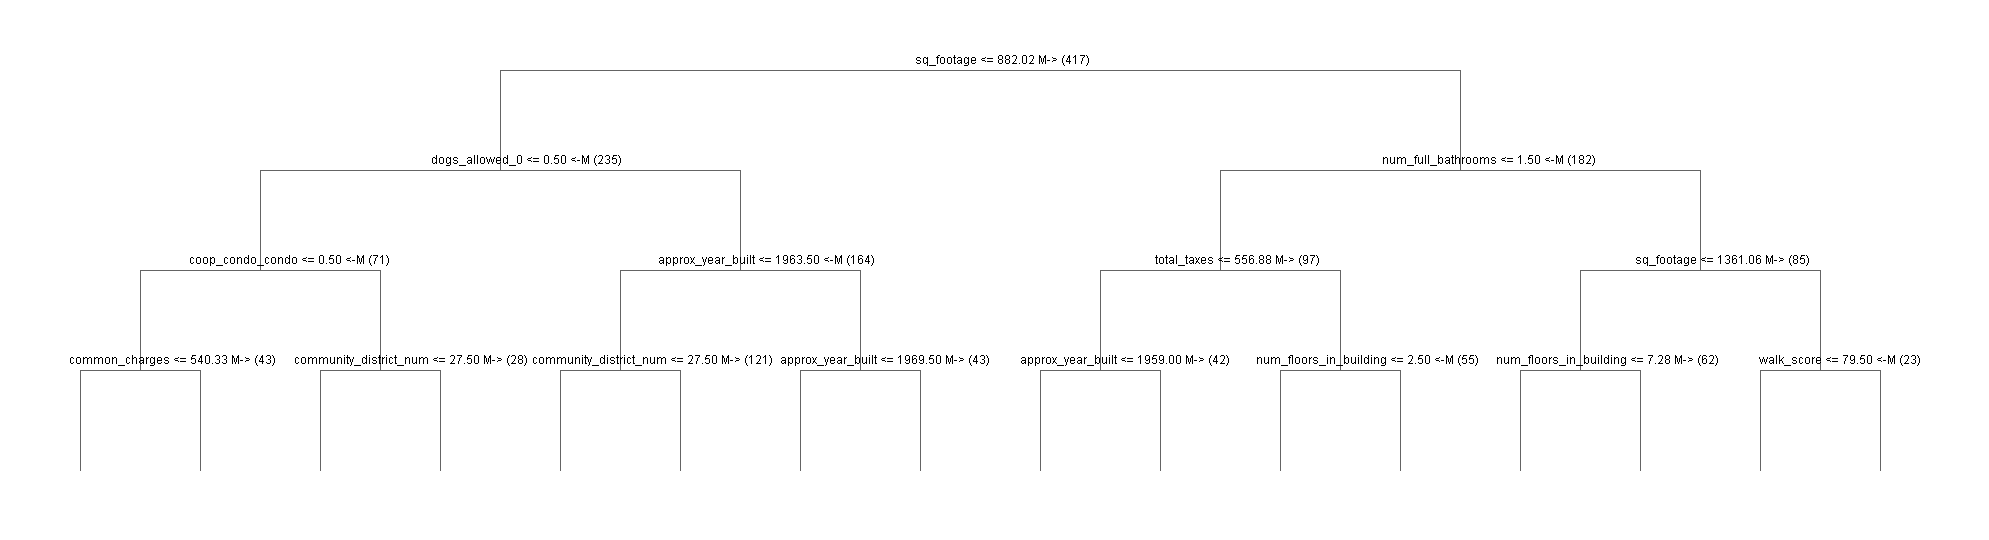 sq_footage <= 882.02 M-> (417)
dogs_allowed_0 <= 0.50 <-M (235)
num_full_bathrooms <= 1.50 <-M (182)
coop_condo_condo <= 0.50 <-M (71)
approx_year_built <= 1963.50 <-M (164)
total_taxes <= 556.88 M-> (97)
sq_footage <= 1361.06 M-> (85)
common_charges <= 540.33 M-> (43)
community_district_num <= 27.50 M-> (28)
community_district_num <= 27.50 M-> (121)
approx_year_built <= 1969.50 M-> (43)
approx_year_built <= 1959.00 M-> (42)
num_floors_in_building <= 2.50 <-M (55)
num_floors_in_building <= 7.28 M-> (62)
walk_score <= 79.50 <-M (23)